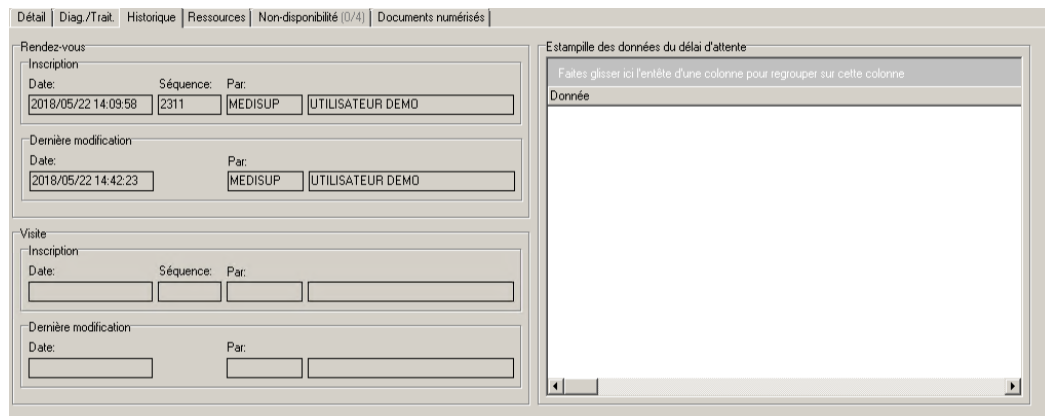 Détail | Diag./Trait. | Historique | Ressources | Non-disponibilité (0/4) | Documents numérisés
Rendez-vous
Inscription
Date: Séquence: Par:
2018/05/22 14:09:58 2311 MEDISUP UTILISATEUR DEMO
Dernière modification
Date: Par:
2018/05/22 14:42:23 MEDISUP UTILISATEUR DEMO
Visite
Inscription
Date: Séquence: Par:
Dernière modification
Date: Par:
Estampille des données du délai d'attente
Faites glisser ici l'entête d'une colonne pour regrouper sur cette colonne
Donnée